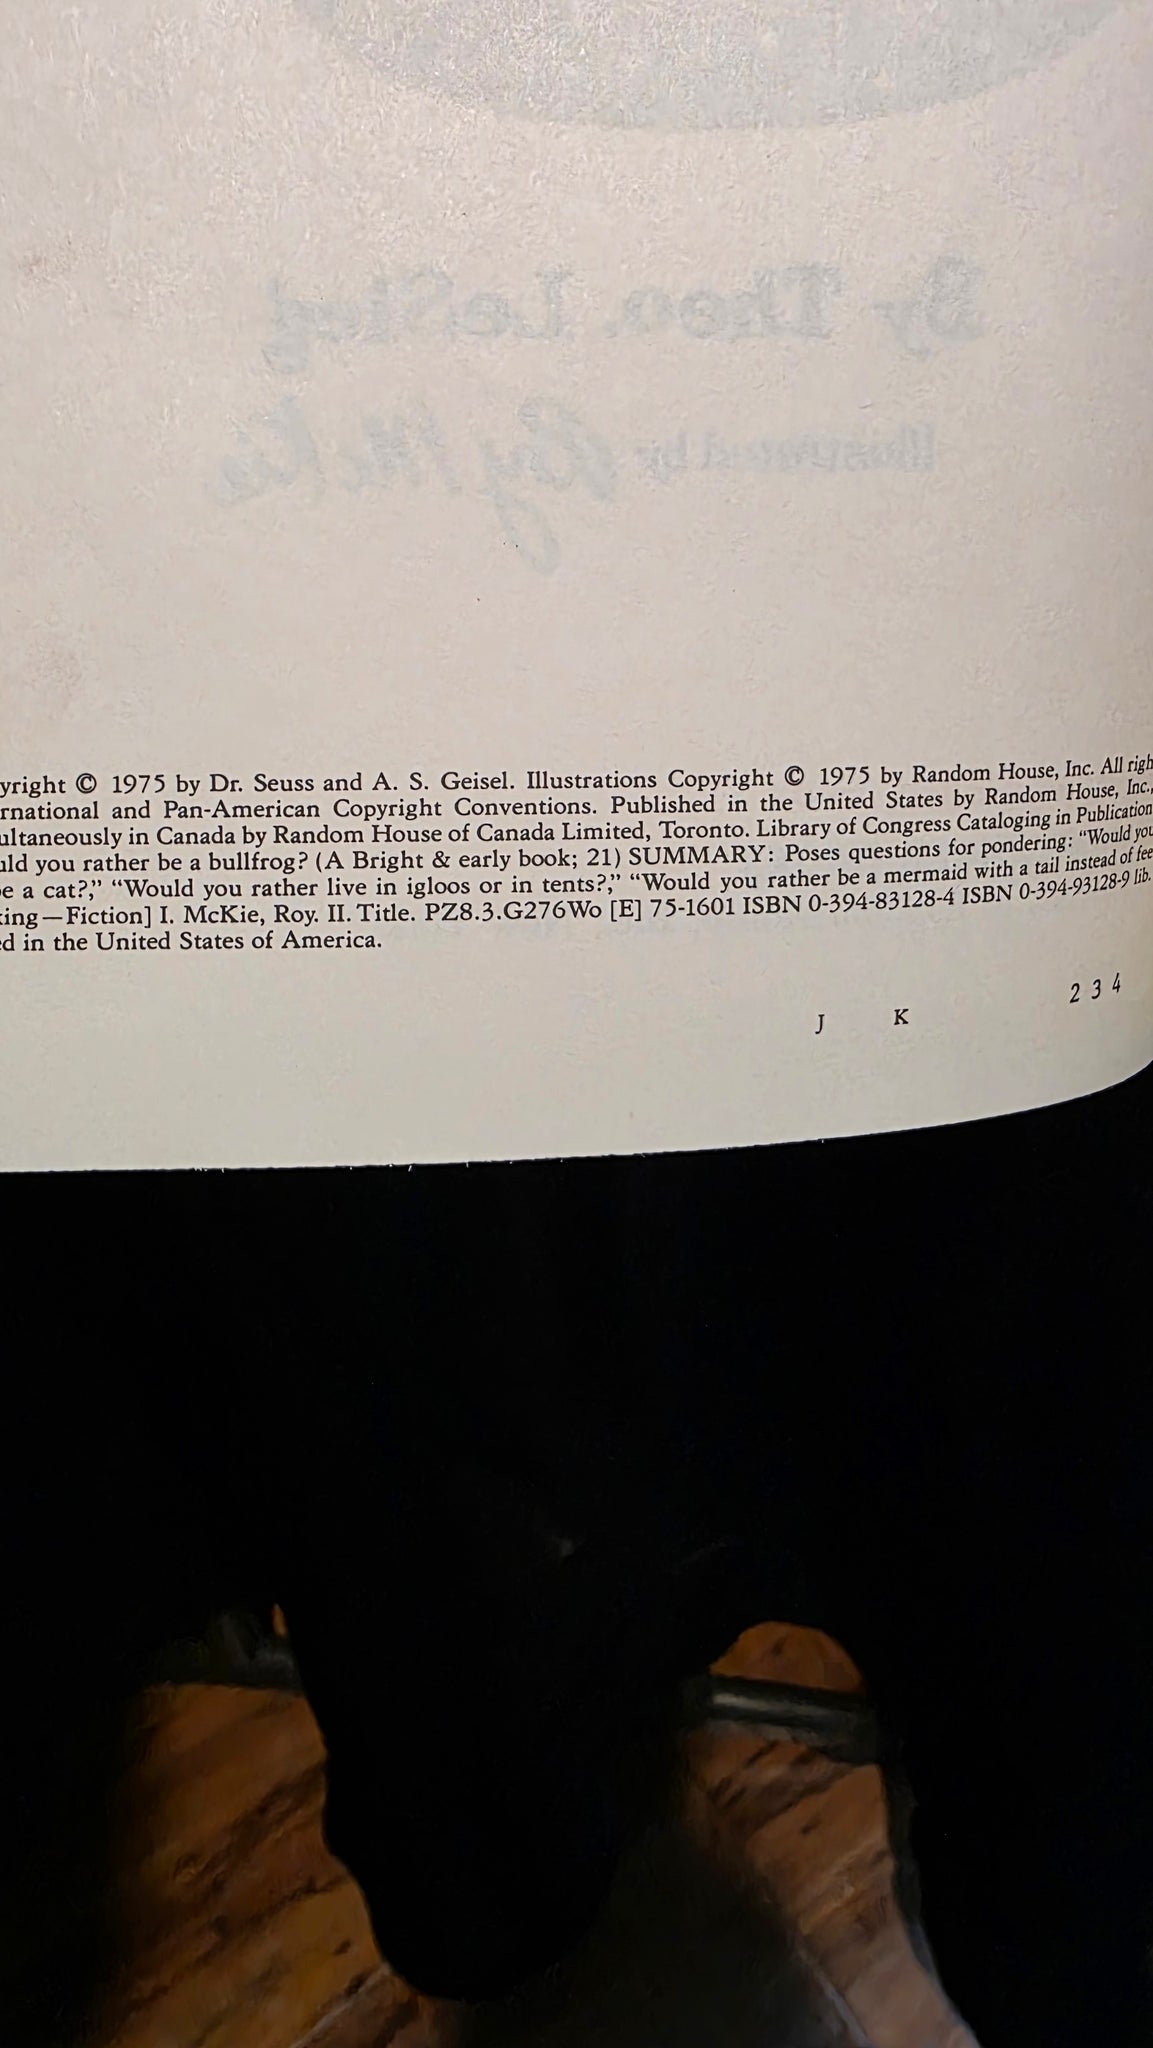 By Theo. LeSieg
Illustrated by Roy McKie
yright © 1975 by Dr. Seuss and A. S. Geisel. Illustrations Copyright © 1975 by Random House, Inc. All righ
rnational and Pan-American Copyright Conventions. Published in the United States by Random House, Inc.,
ultaneously in Canada by Random House of Canada Limited, Toronto. Library of Congress Cataloging in Publication
uld you rather be a bullfrog? (A Bright & early book; 21) SUMMARY: Poses questions for pondering: “Would you
e a cat?,” “Would you rather live in igloos or in tents?,” “Would you rather be a mermaid with a tail instead of fee
king—Fiction] I. McKie, Roy. II. Title. PZ8.3.G276Wo [E] 75-1601 ISBN 0-394-83128-4 ISBN 0-394-93128-9 lib.
ed in the United States of America.
J K 2 3 4